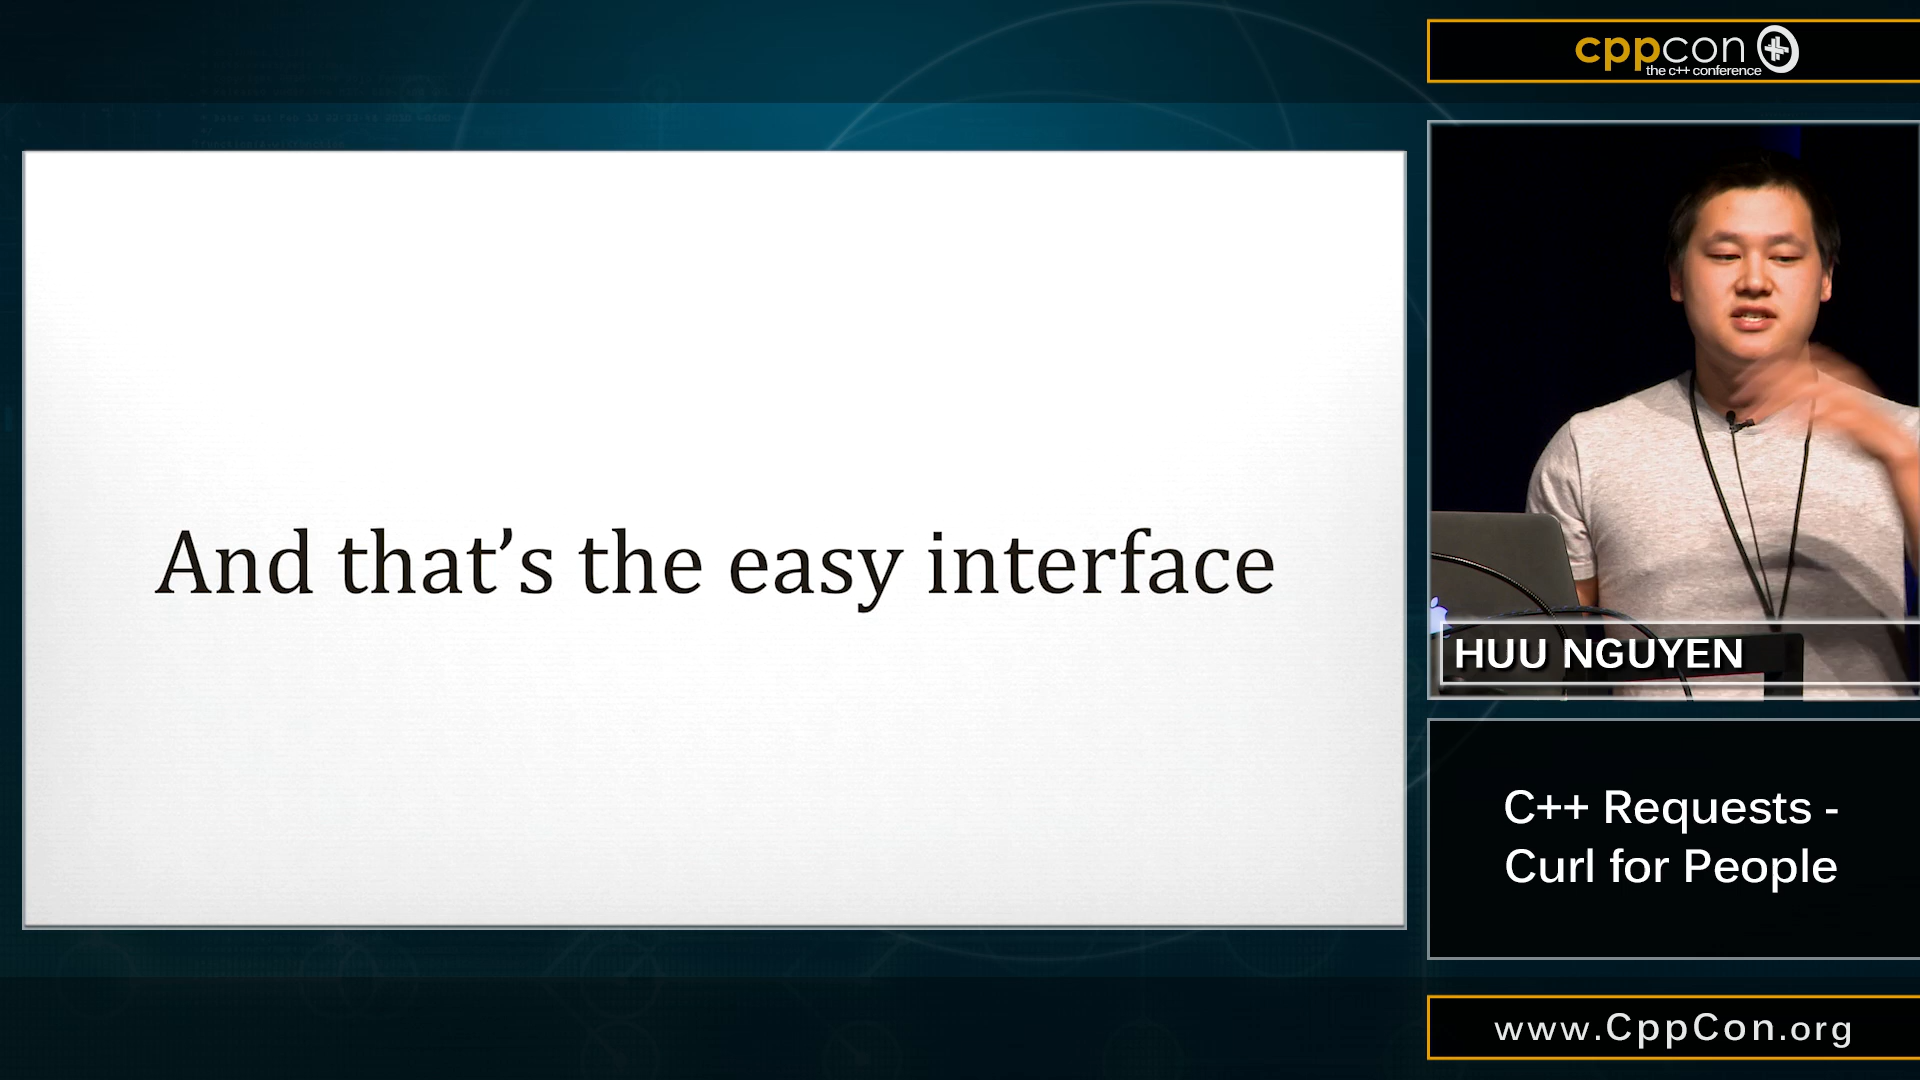 cppcon
the c++ conference
And that's the easy interface
HUU NGUYEN
C++ Requests -
Curl for People
www.CppCon.org